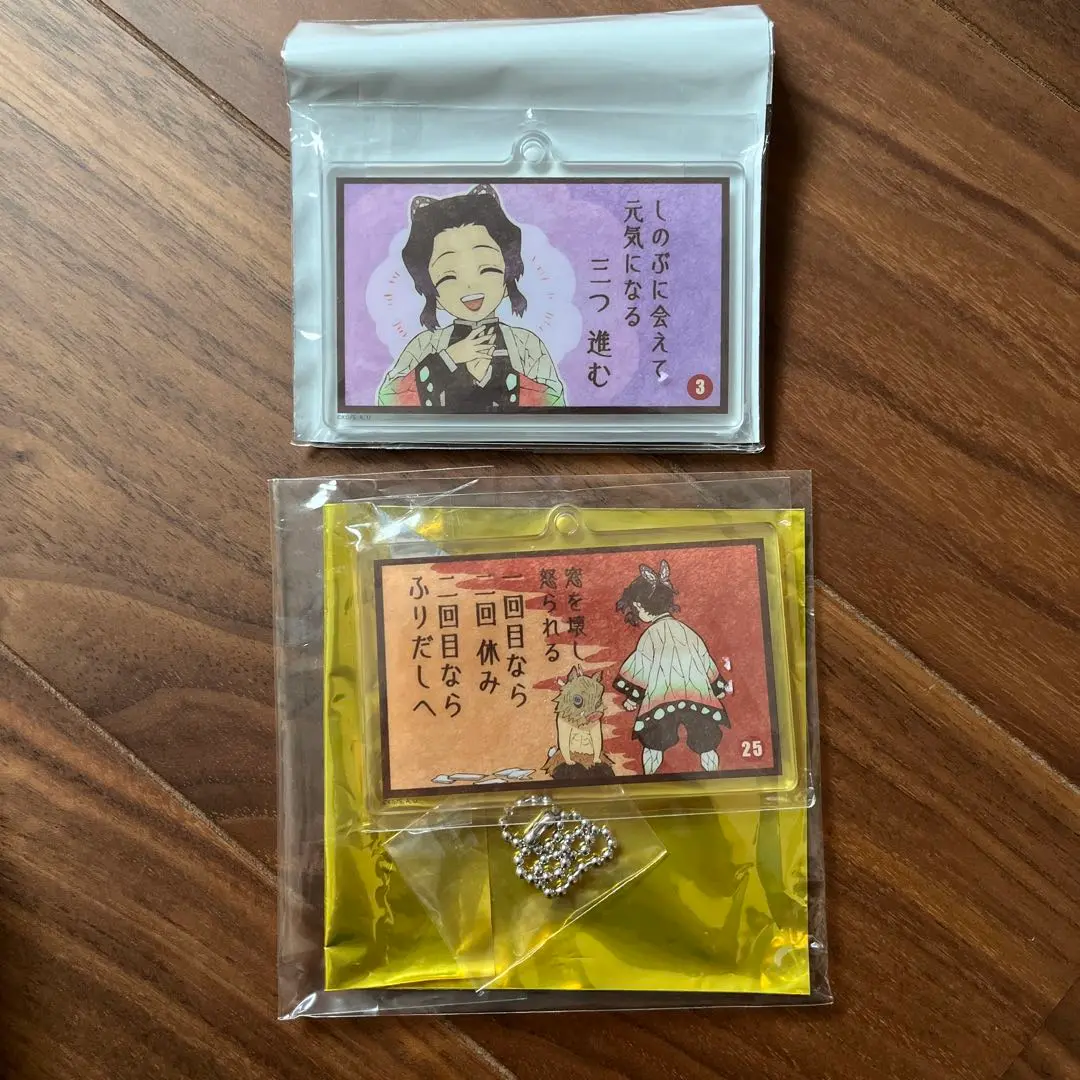 しのぶに会えて
元気になる
三つ 進む
3
窓を壊し
怒られる
一回目なら
二回 休み
二回目なら
ふりだしへ
25